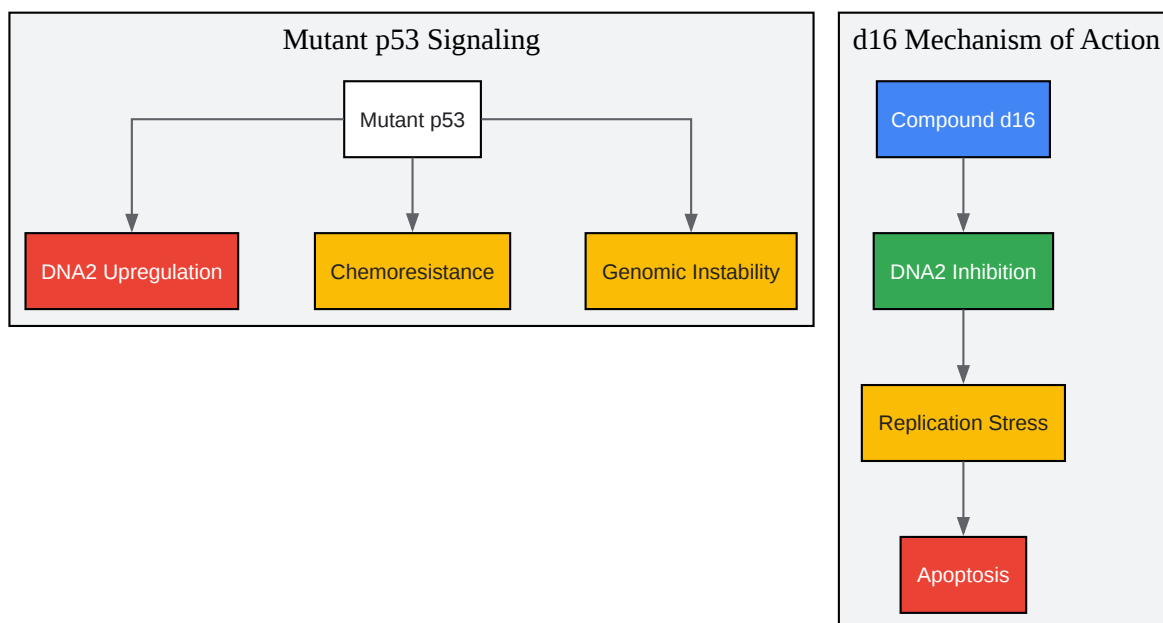 Mutant p53 Signaling
Mutant p53
DNA2 Upregulation
Chemoresistance
Genomic Instability
d16 Mechanism of Action
Compound d16
DNA2 Inhibition
Replication Stress
Apoptosis